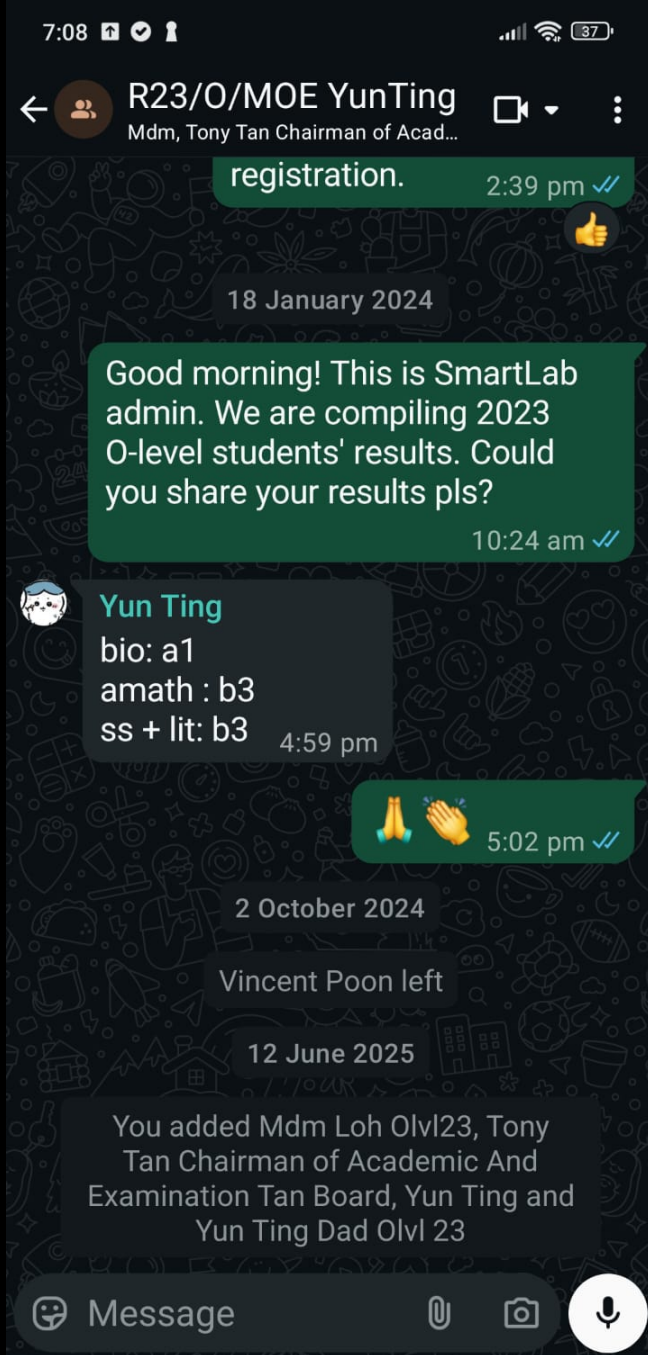 7:08
37
R23/O/MOE YunTing
Mdm, Tony Tan Chairman of Acad...
registration.
2:39 pm
18 January 2024
Good morning! This is SmartLab
admin. We are compiling 2023
O-level students' results. Could
you share your results pls?
10:24 am
Yun Ting
bio: a1
amath : b3
ss + lit: b3
4:59 pm
5:02 pm
2 October 2024
Vincent Poon left
12 June 2025
You added Mdm Loh Olvl23, Tony
Tan Chairman of Academic And
Examination Tan Board, Yun Ting and
Yun Ting Dad Olvl 23
Message